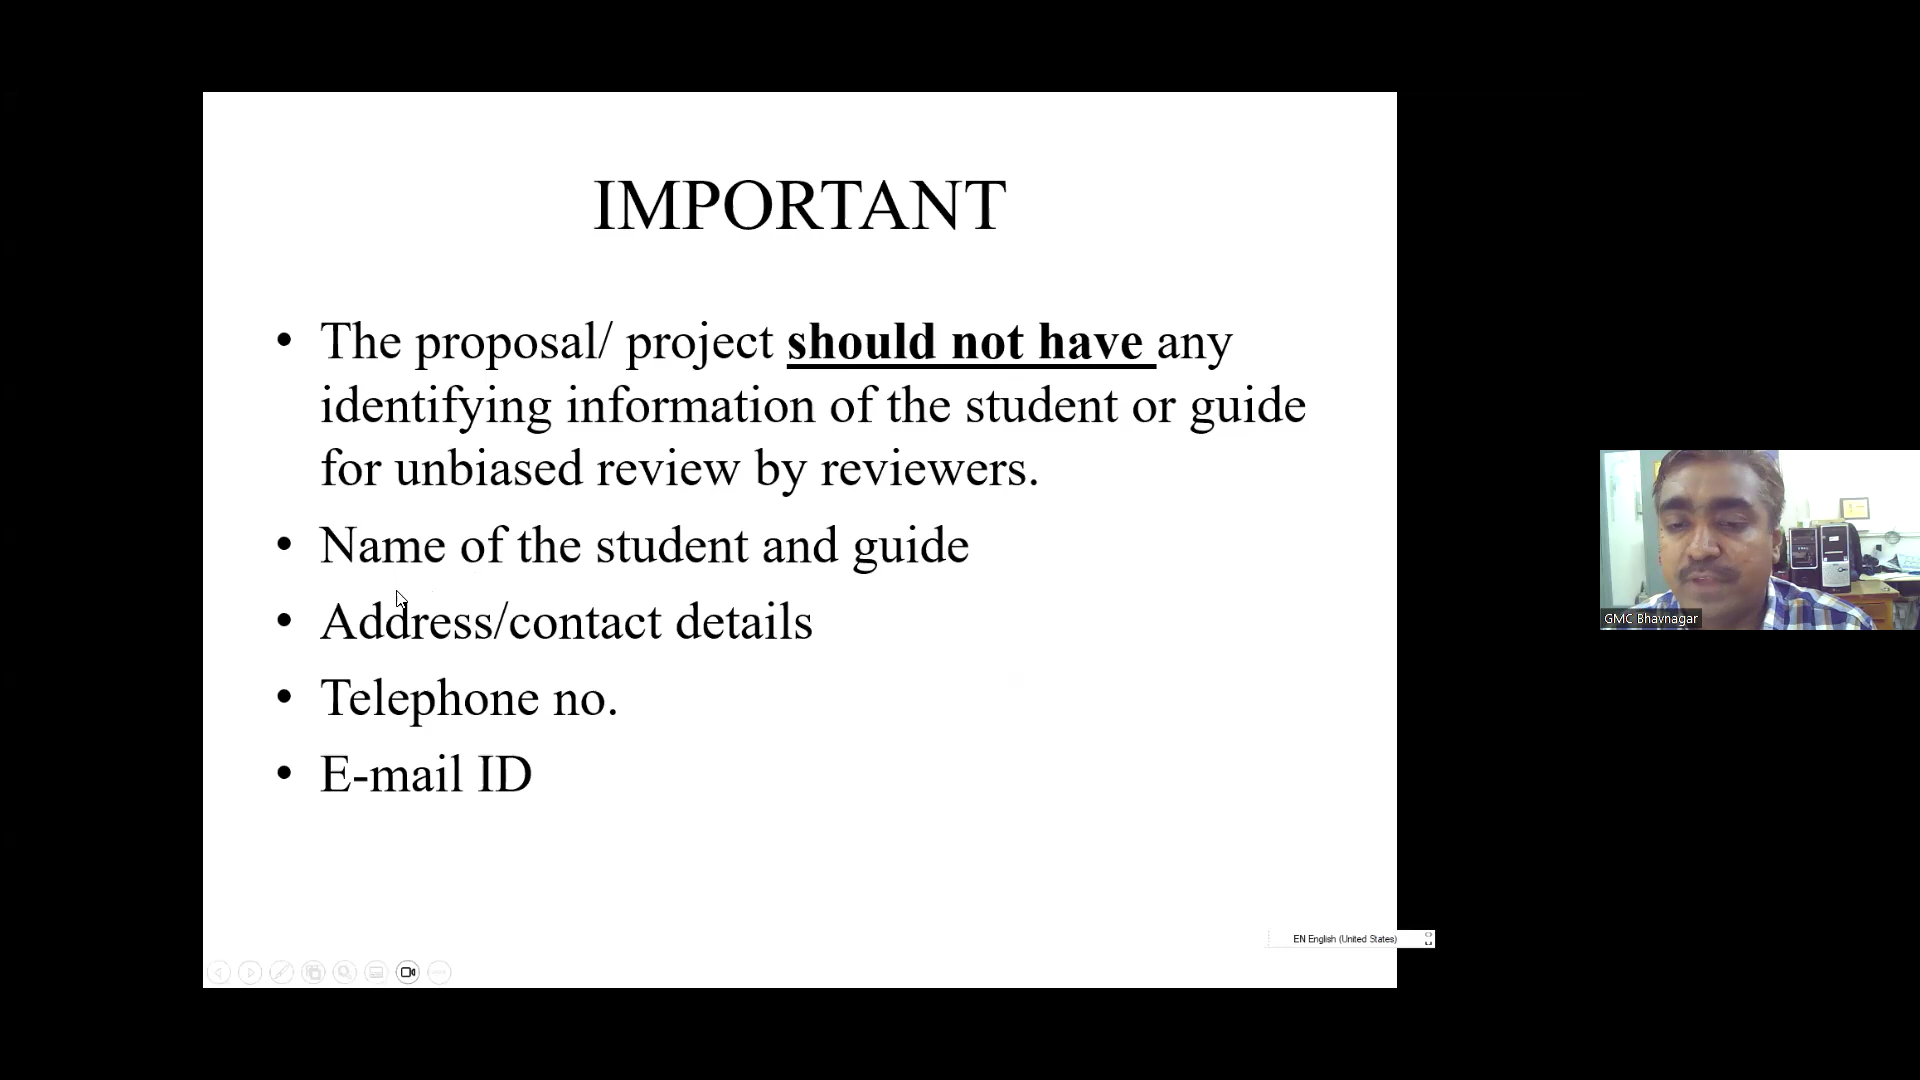 IMPORTANT
• The proposal/ project should not have any
identifying information of the student or guide
for unbiased review by reviewers.
• Name of the student and guide
• Address/contact details
• Telephone no.
• E-mail ID
GMC Bhavnagar
EN English (United States)